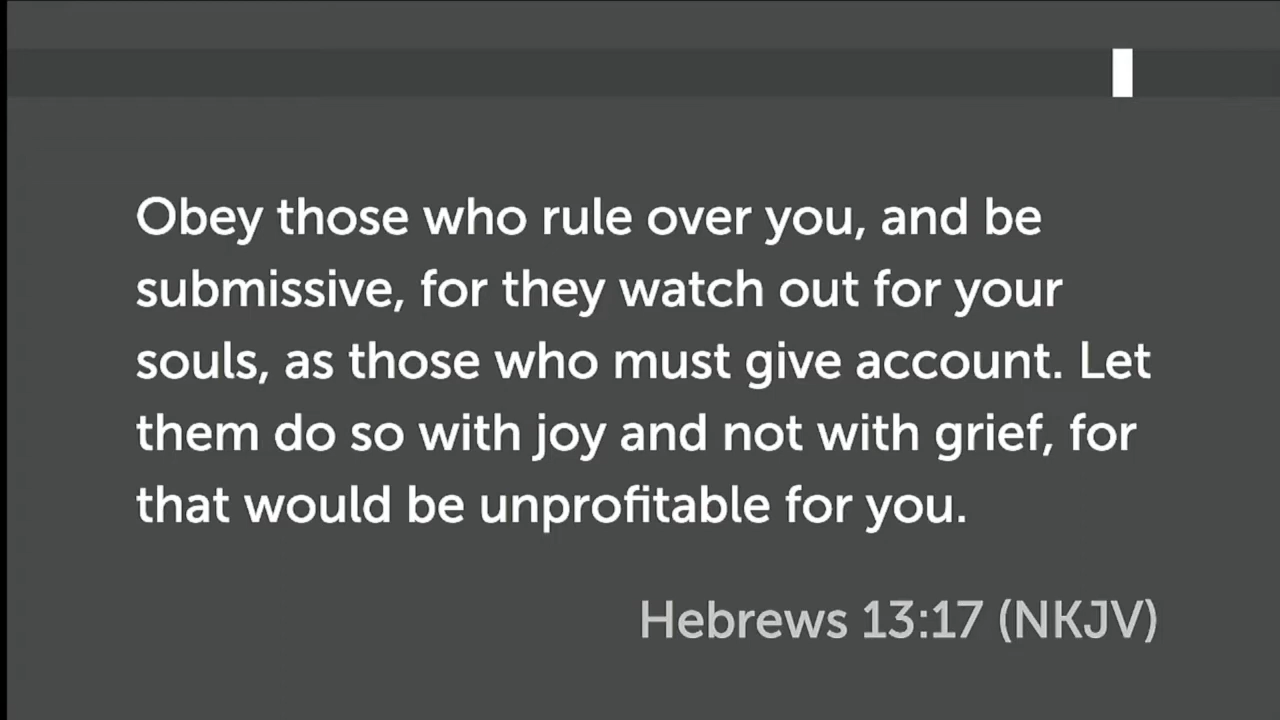 Obey those who rule over you, and be
submissive, for they watch out for your
souls, as those who must give account. Let
them do so with joy and not with grief, for
that would be unprofitable for you.
Hebrews 13:17 (NKJV)